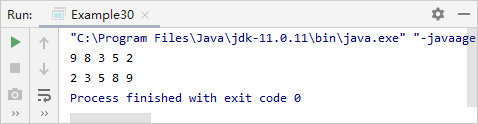 Run: Example30
"C:\Program Files\Java\jdk-11.0.11\bin\java.exe" "-javaage
9 8 3 5 2
2 3 5 8 9
Process finished with exit code 0